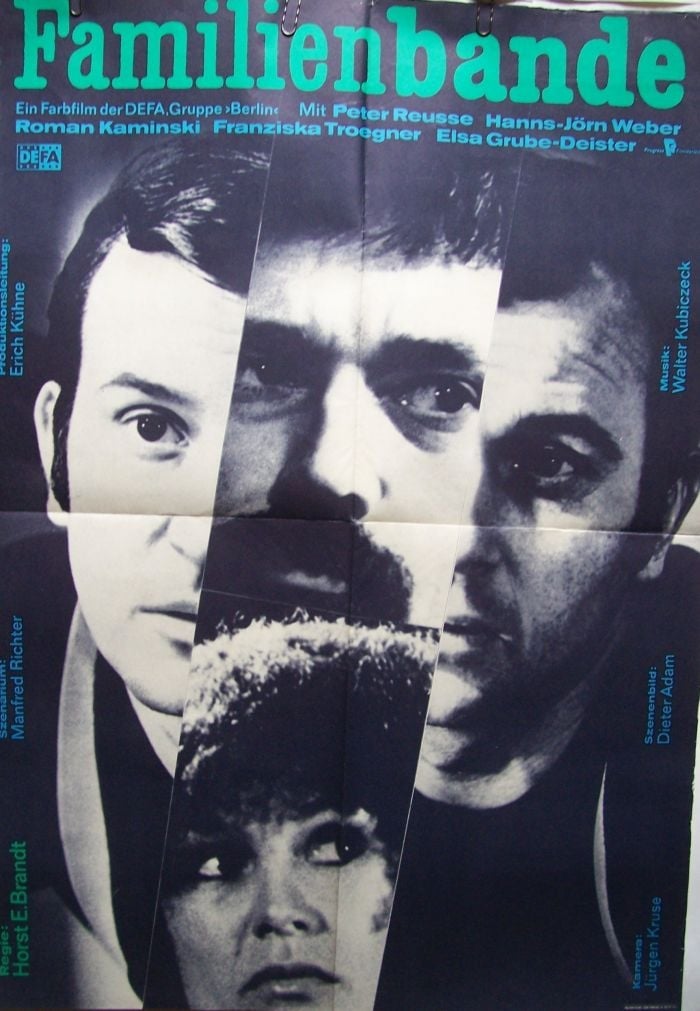 Familienbande
Ein Farbfilm der DEFA, Gruppe ›Berlin‹ Mit Peter Reusse Hanns-Jörn Weber
Roman Kaminski Franziska Troegner Elsa Grube-Deister
Progress
DEFA
Produktionsleitung:
Erich Kühne
Musik:
Walter Kubiczeck
Szenarium:
Manfred Richter
Szenenbild:
Dieter Adam
Regie:
Horst E. Brandt
Kamera:
Jürgen Kruse